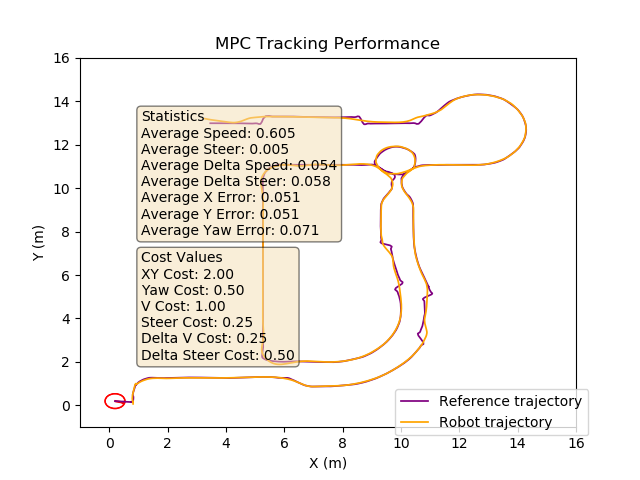 MPC Tracking Performance
16
14
12
10
8
6
4
2
0
Y (m)
Statistics
Average Speed: 0.605
Average Steer: 0.005
Average Delta Speed: 0.054
Average Delta Steer: 0.058
Average X Error: 0.051
Average Y Error: 0.051
Average Yaw Error: 0.071
Cost Values
XY Cost: 2.00
Yaw Cost: 0.50
V Cost: 1.00
Steer Cost: 0.25
Delta V Cost: 0.25
Delta Steer Cost: 0.50
Reference trajectory
Robot trajectory
0 2 4 6 8 10 12 14 16
X (m)